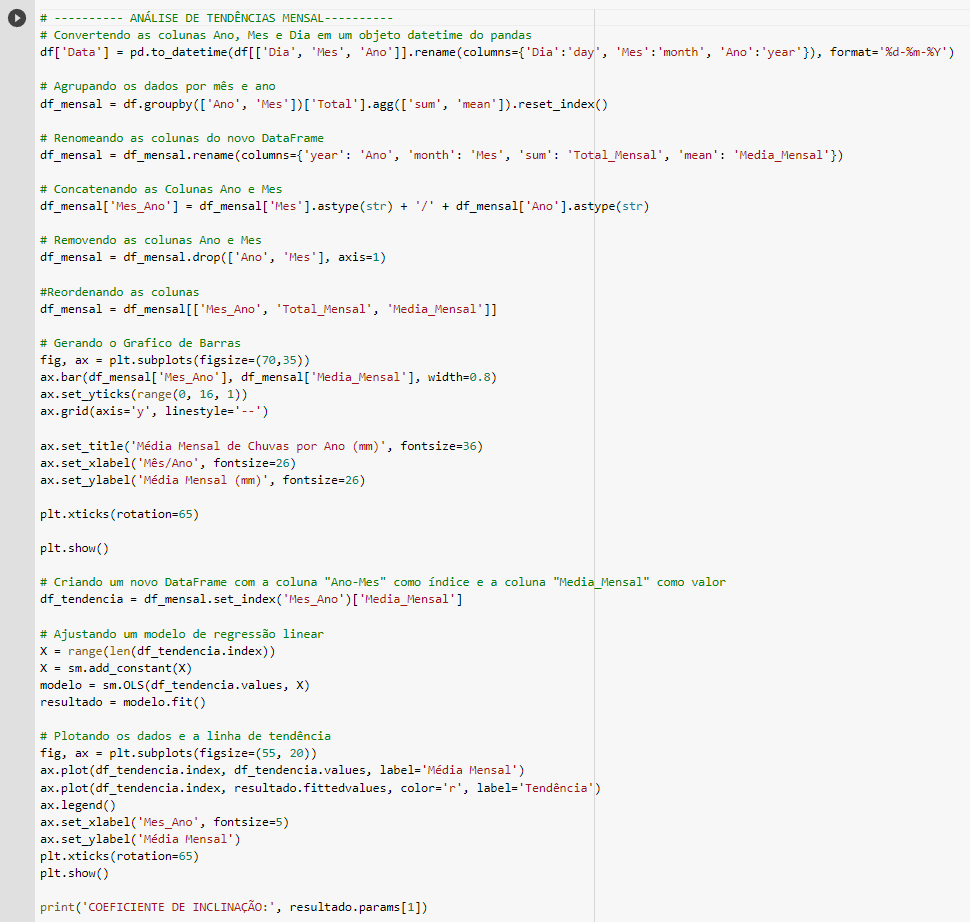 # ---------- ANÁLISE DE TENDÊNCIAS MENSAL----------
# Convertendo as colunas Ano, Mes e Dia em um objeto datetime do pandas
df['Data'] = pd.to_datetime(df[['Dia', 'Mes', 'Ano']].rename(columns={'Dia':'day', 'Mes':'month', 'Ano':'year'}), format='%d-%m-%Y')
# Agrupando os dados por mês e ano
df_mensal = df.groupby(['Ano', 'Mes'])['Total'].agg(['sum', 'mean']).reset_index()
# Renomeando as colunas do novo DataFrame
df_mensal = df_mensal.rename(columns={'year': 'Ano', 'month': 'Mes', 'sum': 'Total_Mensal', 'mean': 'Media_Mensal'})
# Concatenando as Colunas Ano e Mes
df_mensal['Mes_Ano'] = df_mensal['Mes'].astype(str) + '/' + df_mensal['Ano'].astype(str)
# Removendo as colunas Ano e Mes
df_mensal = df_mensal.drop(['Ano', 'Mes'], axis=1)
#Reordenando as colunas
df_mensal = df_mensal[['Mes_Ano', 'Total_Mensal', 'Media_Mensal']]
# Gerando o Grafico de Barras
fig, ax = plt.subplots(figsize=(70,35))
ax.bar(df_mensal['Mes_Ano'], df_mensal['Media_Mensal'], width=0.8)
ax.set_yticks(range(0, 16, 1))
ax.grid(axis='y', linestyle='--')
ax.set_title('Média Mensal de Chuvas por Ano (mm)', fontsize=36)
ax.set_xlabel('Mês/Ano', fontsize=26)
ax.set_ylabel('Média Mensal (mm)', fontsize=26)
plt.xticks(rotation=65)
plt.show()
# Criando um novo DataFrame com a coluna "Ano-Mes" como índice e a coluna "Media_Mensal" como valor
df_tendencia = df_mensal.set_index('Mes_Ano')['Media_Mensal']
# Ajustando um modelo de regressão linear
X = range(len(df_tendencia.index))
X = sm.add_constant(X)
modelo = sm.OLS(df_tendencia.values, X)
resultado = modelo.fit()
# Plotando os dados e a linha de tendência
fig, ax = plt.subplots(figsize=(55, 20))
ax.plot(df_tendencia.index, df_tendencia.values, label='Média Mensal')
ax.plot(df_tendencia.index, resultado.fittedvalues, color='r', label='Tendência')
ax.legend()
ax.set_xlabel('Mes_Ano', fontsize=5)
ax.set_ylabel('Média Mensal')
plt.xticks(rotation=65)
plt.show()
print('COEFICIENTE DE INCLINAÇÃO:', resultado.params[1])